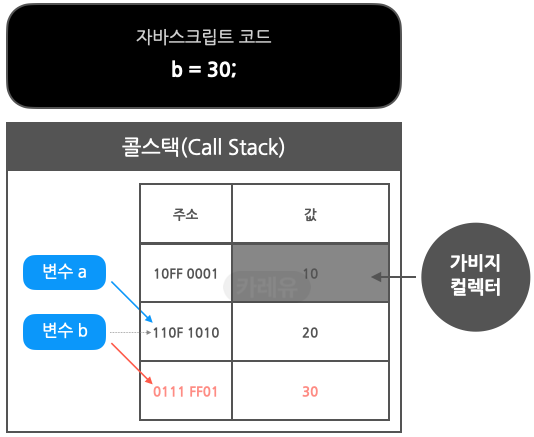 자바스크립트 코드
b = 30;
콜스택(Call Stack)
주소 값
변수 a
10FF 0001 10
카레유
변수 b
110F 1010 20
0111 FF01 30
가비지
컬렉터